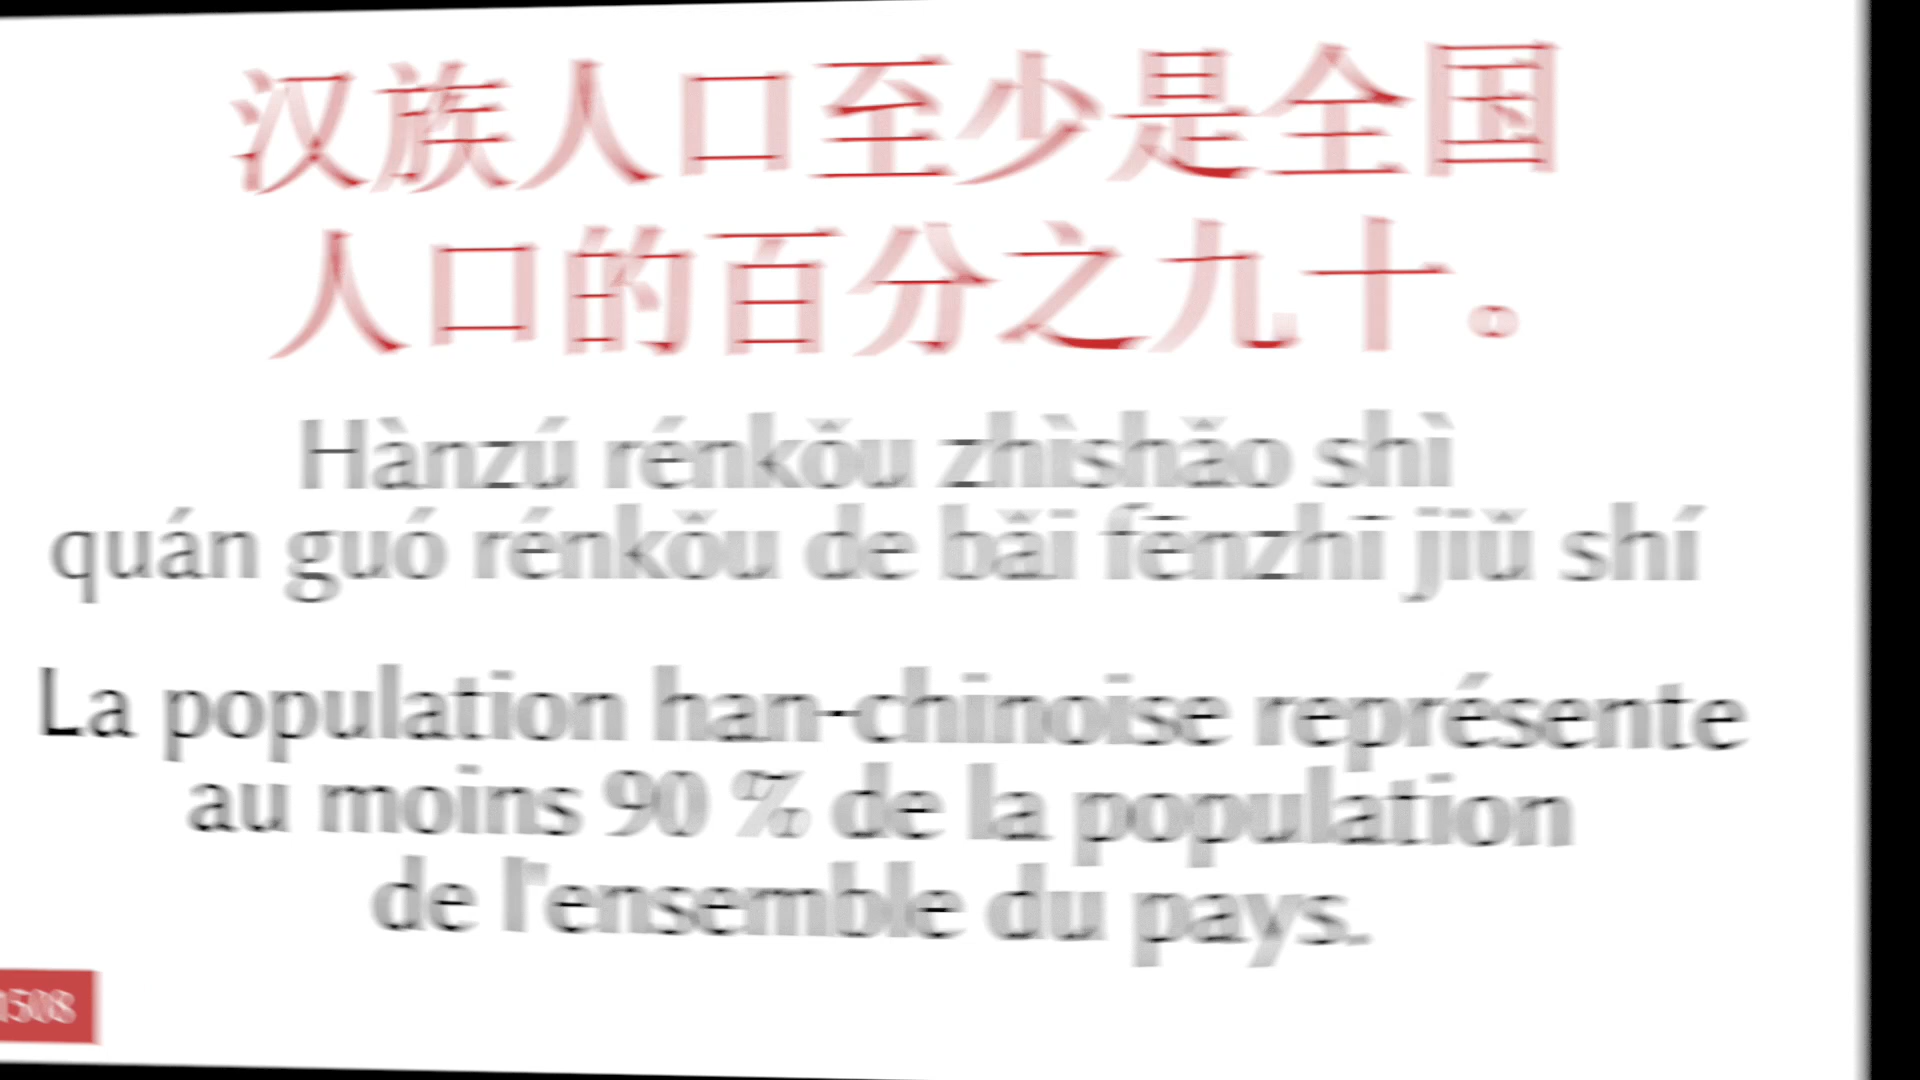 汉族人口至少是全国
人口的百分之九十。
Hànzú rénkǒu zhìshǎo shì
quán guó rénkǒu de bǎi fēnzhī jiǔ shí
La population han-chinoise représente
au moins 90 % de la population
de l'ensemble du pays.
1508